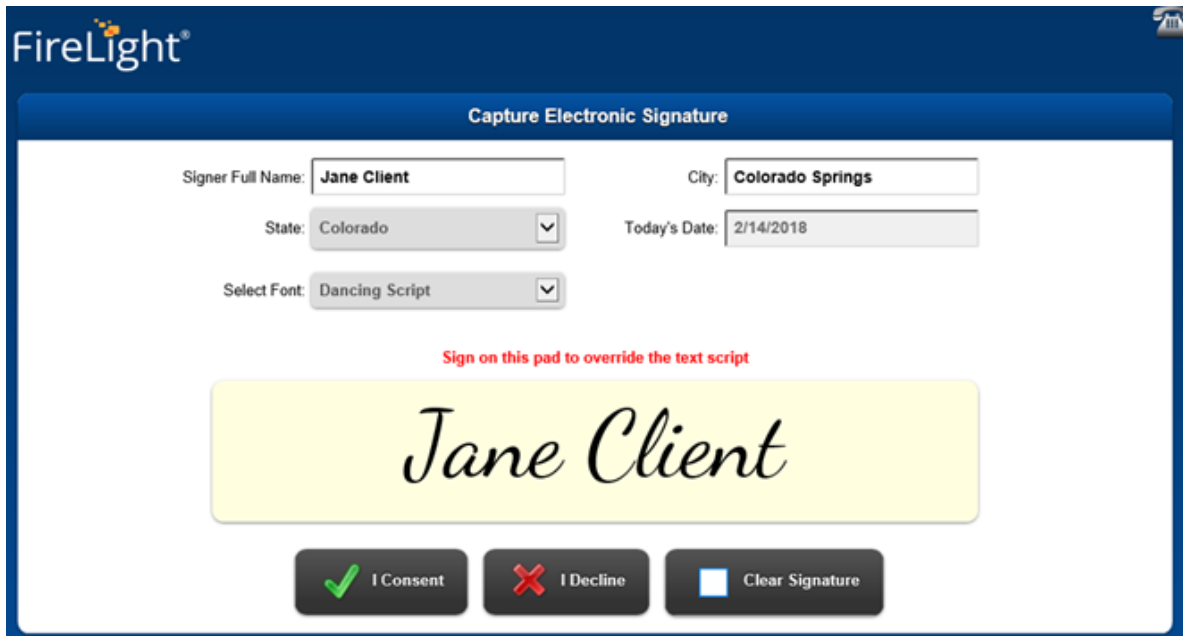 FireLight®
Capture Electronic Signature
Signer Full Name: Jane Client City: Colorado Springs
State: Colorado Today's Date: 2/14/2018
Select Font: Dancing Script
Sign on this pad to override the text script
Jane Client
I Consent I Decline Clear Signature